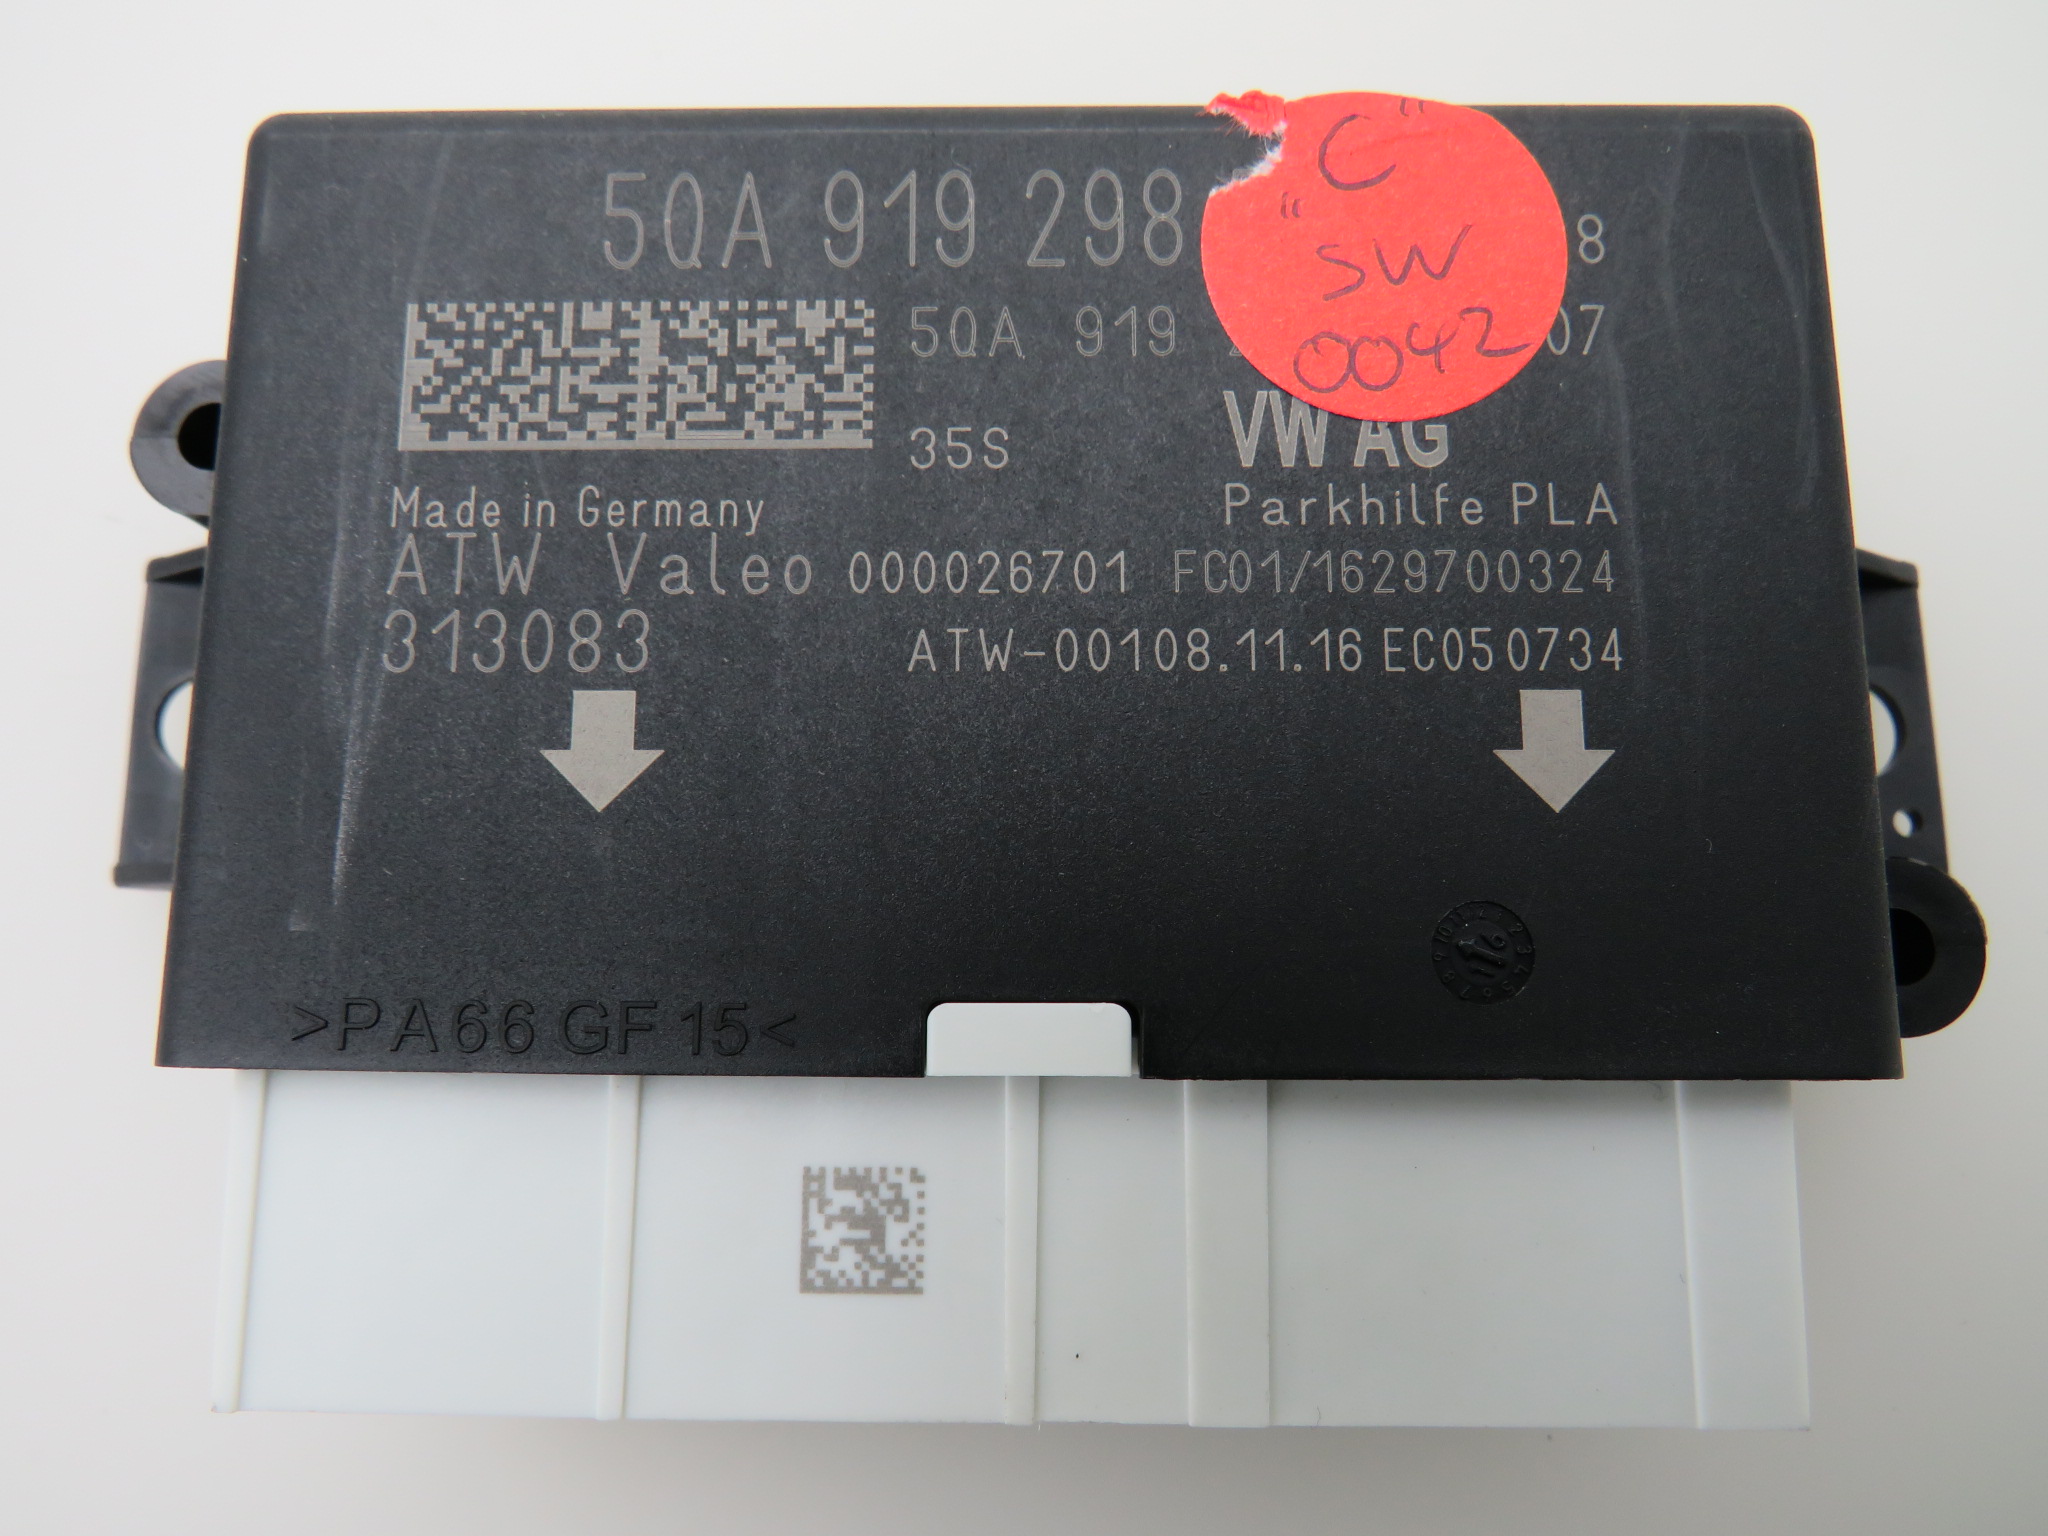 5QA 919 298
"C"
SW
0042
8
5QA 919
07
35S
VW AG
Made in Germany
Parkhilfe PLA
ATW Valeo 000026701 FC01/1629700324
313083
ATW-00108.11.16 EC050734
>PA66 GF 15<